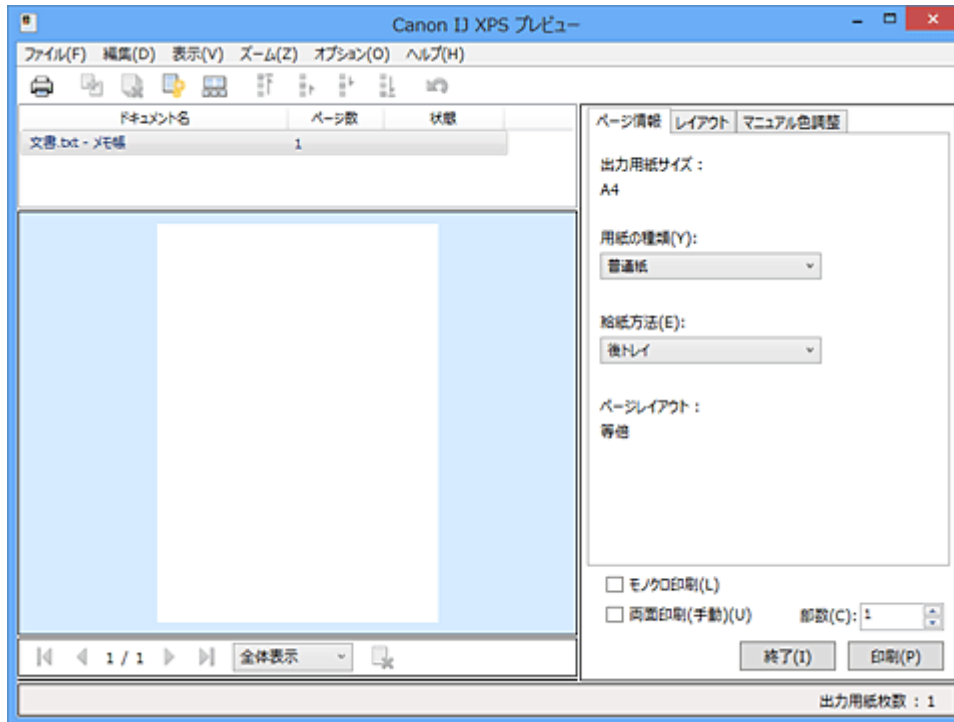 Canon IJ XPS プレビュー
ファイル(F) 編集(D) 表示(V) ズーム(Z) オプション(O) ヘルプ(H)
ドキュメント名 ページ数 状態
文書.txt - メモ帳 1
ページ情報 レイアウト マニュアル色調整
出力用紙サイズ :
A4
用紙の種類(Y):
普通紙
給紙方法(E):
後トレイ
ページレイアウト :
等倍
モノクロ印刷(L)
両面印刷(手動)(U) 部数(C): 1
1 / 1 全体表示
終了(I) 印刷(P)
出力用紙枚数 : 1